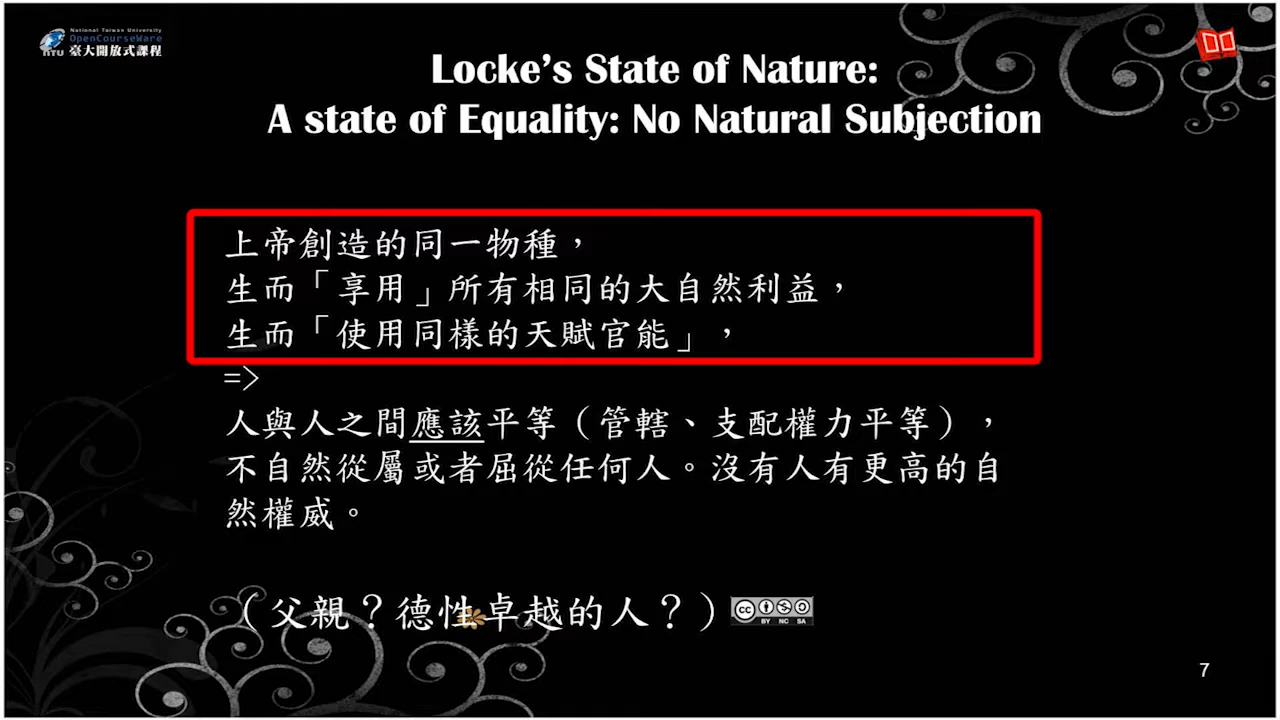 National Taiwan University
OpenCourseWare
NTU 臺大開放式課程
Locke's State of Nature:
A state of Equality: No Natural Subjection
上帝創造的同一物種，
生而「享用」所有相同的大自然利益，
生而「使用同樣的天賦官能」，
=>
人與人之間應該平等（管轄、支配權力平等），
不自然從屬或者屈從任何人。沒有人有更高的自
然權威。
（父親？德性卓越的人？）
cc BY NC SA
7